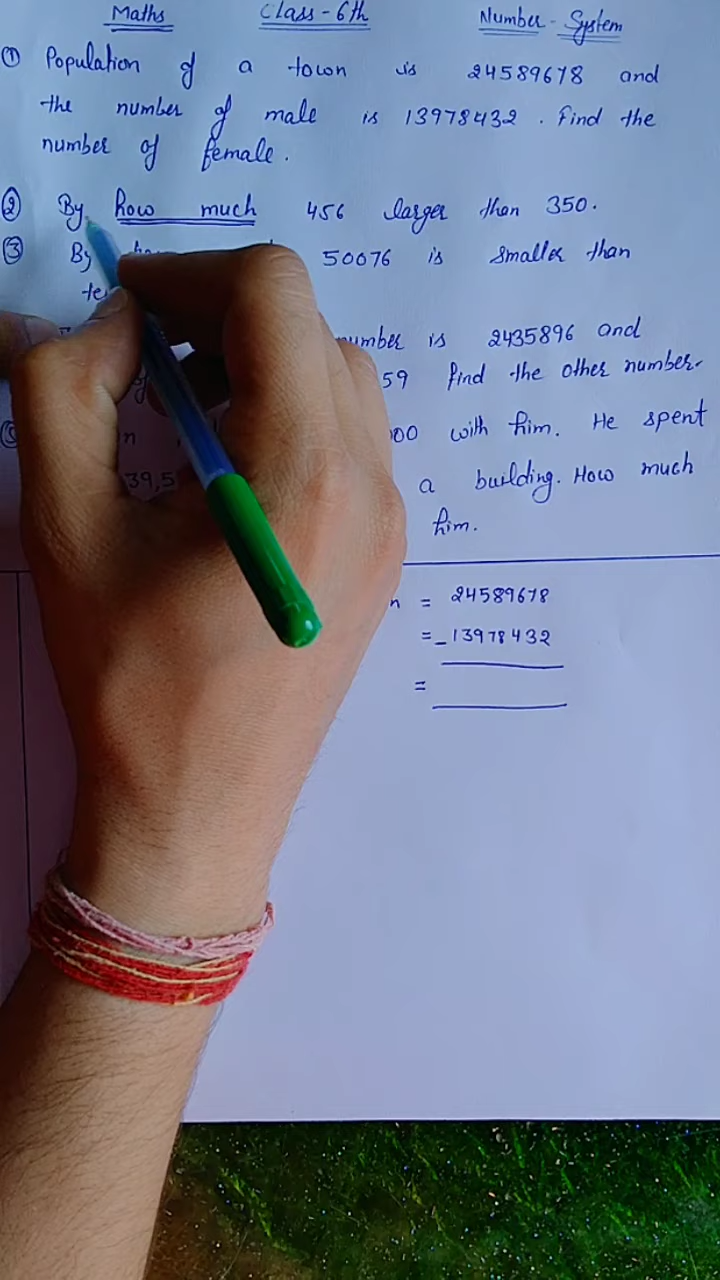 Maths Class-6th Number-System
① Population of a town is 24589678 and
the number of male is 13978432. Find the
number of female.
② By how much 456 larger than 350.
③ By 50076 is smaller than
number is 2435896 and
59 find the other number.
with him. He spent
39,5 a building. How much
him.
= 24589678
= -13978432
=